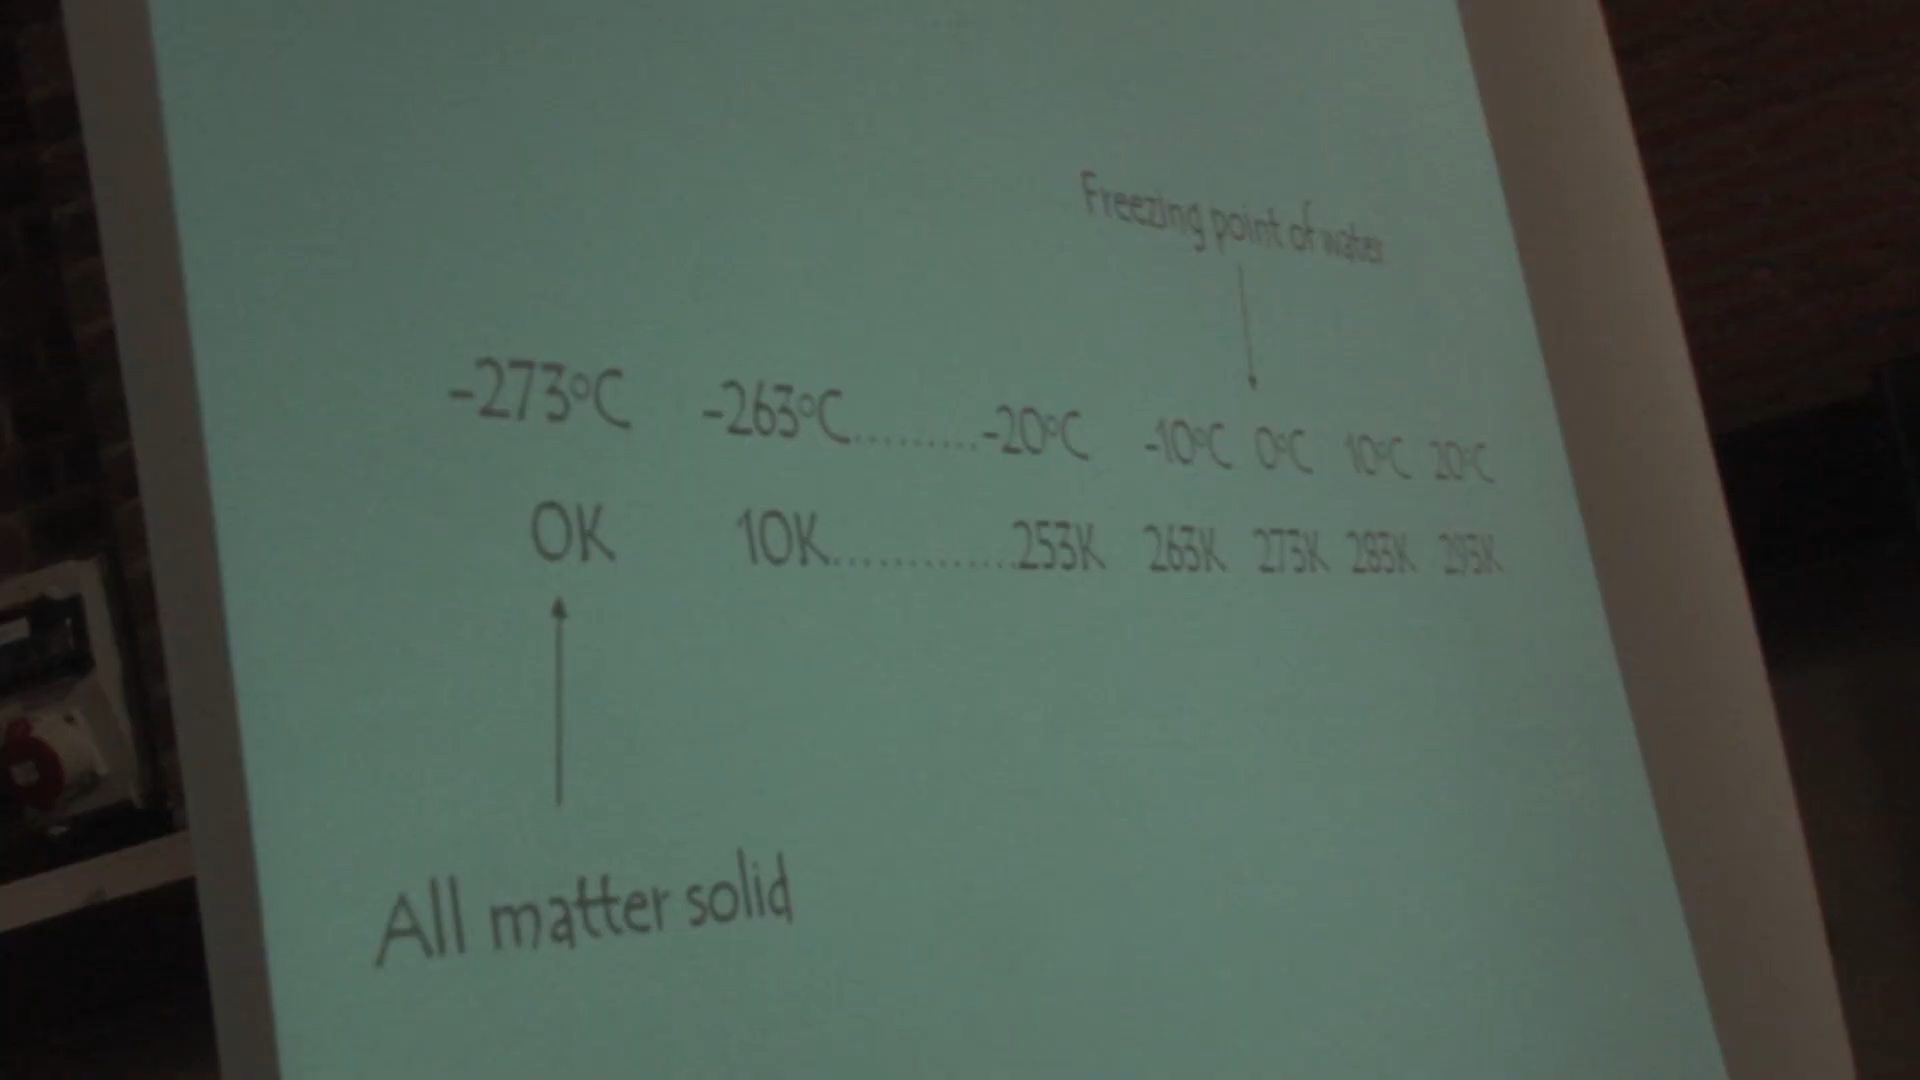 Freezing point of water
-273°C -263°C.........-20°C -10°C 0°C 10°C 20°C
0K 10K.............253K 263K 273K 283K 293K
All matter solid